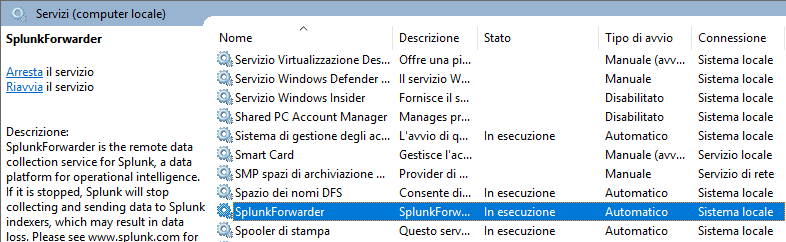 Servizi (computer locale)
SplunkForwarder
Arresta il servizio
Riavvia il servizio
Descrizione:
SplunkForwarder is the remote data
collection service for Splunk, a data
platform for operational intelligence.
If it is stopped, Splunk will stop
collecting and sending data to Splunk
indexers, which may result in data
loss. Please see www.splunk.com for
Nome Descrizione Stato Tipo di avvio Connessione
Servizio Virtualizzazione Des... Offre una pi... Manuale (avv... Sistema locale
Servizio Windows Defender ... Il servizio W... Manuale Sistema locale
Servizio Windows Insider Fornisce il s... Disabilitato Sistema locale
Shared PC Account Manager Manages pr... Disabilitato Sistema locale
Sistema di gestione degli ac... L'avvio di q... In esecuzione Automatico Sistema locale
Smart Card Gestisce l'ac... Manuale (avv... Servizio locale
SMP spazi di archiviazione ... Provider di ... Manuale Servizio di rete
Spazio dei nomi DFS Consente di... In esecuzione Automatico Sistema locale
SplunkForwarder SplunkForw... In esecuzione Automatico Sistema locale
Spooler di stampa Questo serv... In esecuzione Automatico Sistema locale